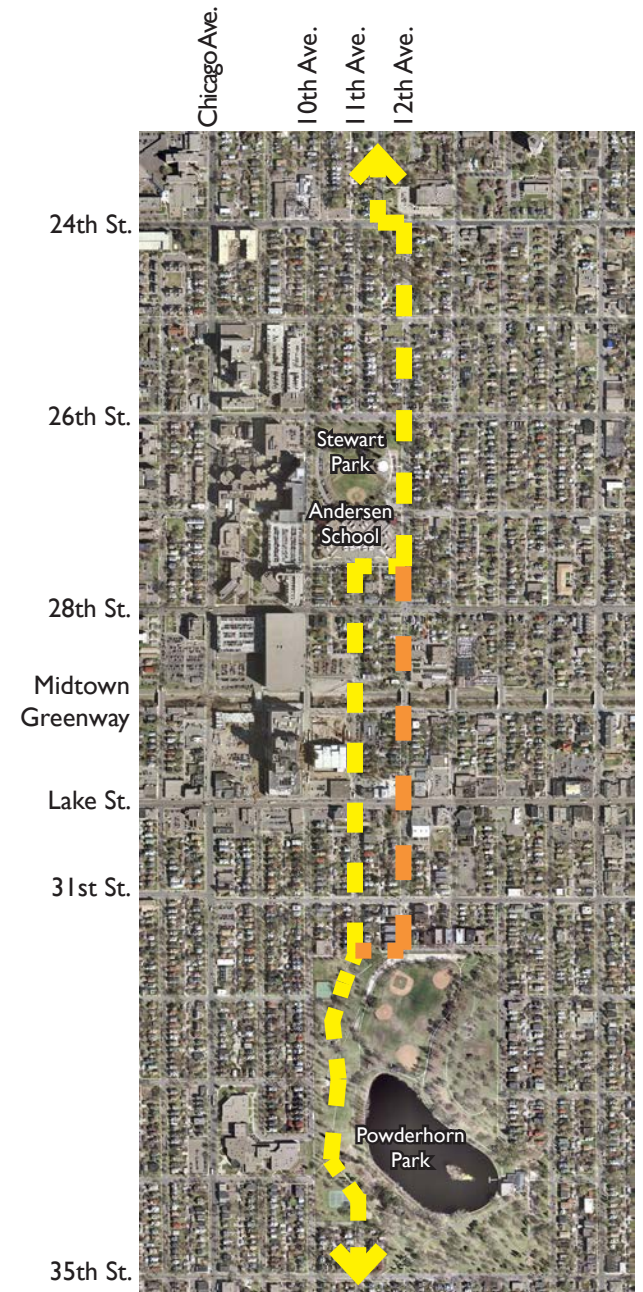 Chicago Ave.
10th Ave.
11th Ave.
12th Ave.
24th St.
26th St.
Stewart
Park
Andersen
School
28th St.
Midtown
Greenway
Lake St.
31st St.
Powderhorn
Park
35th St.